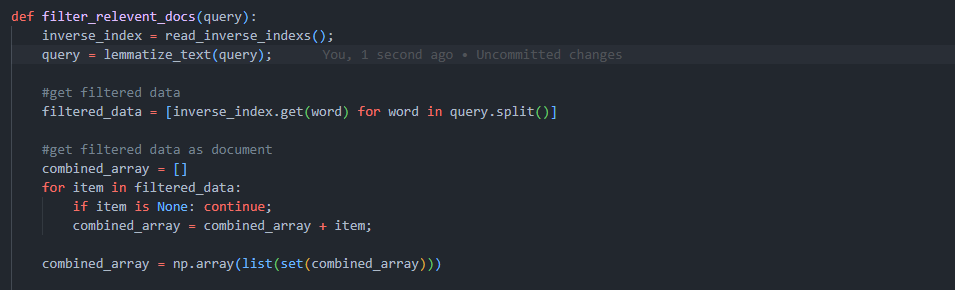 def filter_relevent_docs(query):
    inverse_index = read_inverse_indexs();
    query = lemmatize_text(query);      You, 1 second ago • Uncommitted changes
    #get filtered data
    filtered_data = [inverse_index.get(word) for word in query.split()]
    #get filtered data as document
    combined_array = []
    for item in filtered_data:
        if item is None: continue;
        combined_array = combined_array + item;
    combined_array = np.array(list(set(combined_array)))